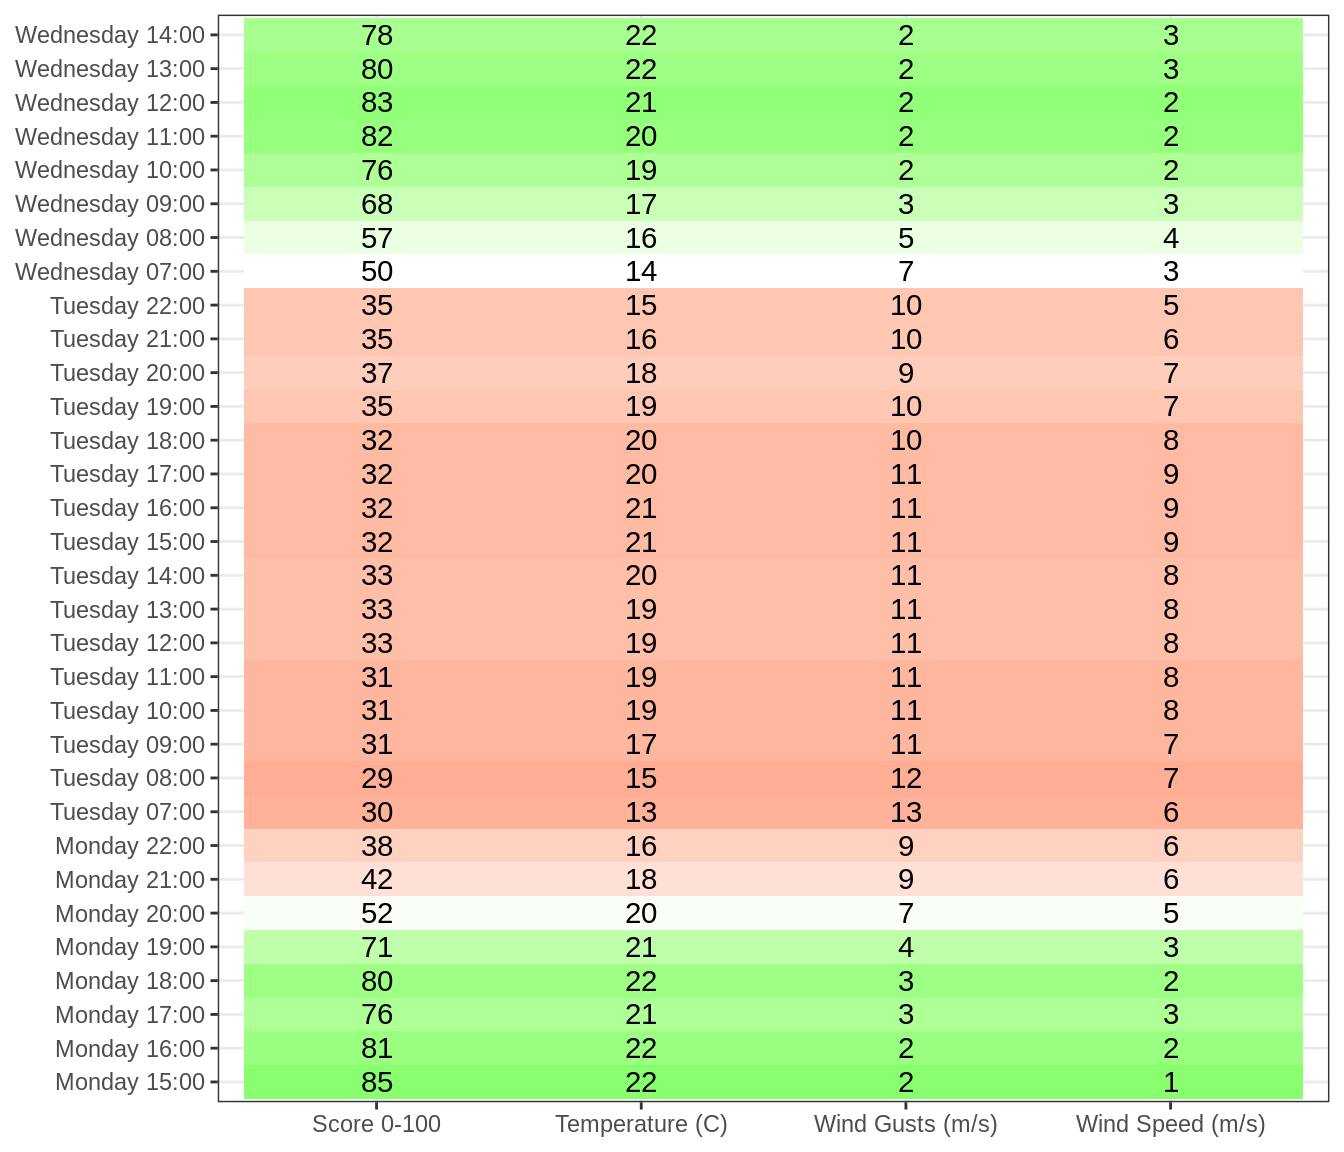 Wednesday 14:00 78 22 2 3
Wednesday 13:00 80 22 2 3
Wednesday 12:00 83 21 2 2
Wednesday 11:00 82 20 2 2
Wednesday 10:00 76 19 2 2
Wednesday 09:00 68 17 3 3
Wednesday 08:00 57 16 5 4
Wednesday 07:00 50 14 7 3
Tuesday 22:00 35 15 10 5
Tuesday 21:00 35 16 10 6
Tuesday 20:00 37 18 9 7
Tuesday 19:00 35 19 10 7
Tuesday 18:00 32 20 10 8
Tuesday 17:00 32 20 11 9
Tuesday 16:00 32 21 11 9
Tuesday 15:00 32 21 11 9
Tuesday 14:00 33 20 11 8
Tuesday 13:00 33 19 11 8
Tuesday 12:00 33 19 11 8
Tuesday 11:00 31 19 11 8
Tuesday 10:00 31 19 11 8
Tuesday 09:00 31 17 11 7
Tuesday 08:00 29 15 12 7
Tuesday 07:00 30 13 13 6
Monday 22:00 38 16 9 6
Monday 21:00 42 18 9 6
Monday 20:00 52 20 7 5
Monday 19:00 71 21 4 3
Monday 18:00 80 22 3 2
Monday 17:00 76 21 3 3
Monday 16:00 81 22 2 2
Monday 15:00 85 22 2 1
Score 0-100 Temperature (C) Wind Gusts (m/s) Wind Speed (m/s)